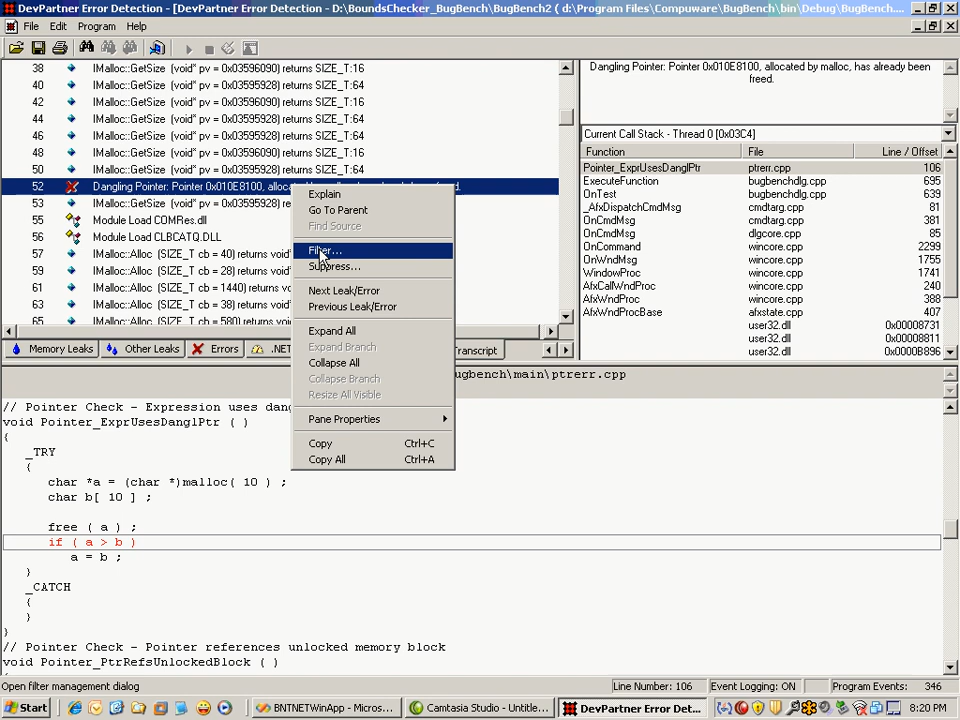 DevPartner Error Detection - [DevPartner Error Detection - D:\BoundsChecker_BugBench\BugBench2 ( d:\Program Files\Compuware\BugBench\bin\Debug\BugBench....
File Edit Program Help
38 IMalloc::GetSize (void* pv = 0x03596090) returns SIZE_T:16
40 IMalloc::GetSize (void* pv = 0x03595928) returns SIZE_T:64
42 IMalloc::GetSize (void* pv = 0x03596090) returns SIZE_T:16
44 IMalloc::GetSize (void* pv = 0x03595928) returns SIZE_T:64
46 IMalloc::GetSize (void* pv = 0x03595928) returns SIZE_T:64
48 IMalloc::GetSize (void* pv = 0x03596090) returns SIZE_T:16
50 IMalloc::GetSize (void* pv = 0x03595928) returns SIZE_T:64
52 Dangling Pointer: Pointer 0x010E8100, alloca
53 IMalloc::GetSize (void* pv = 0x03595928) re
55 Module Load COMRes.dll
56 Module Load CLBCATQ.DLL
57 IMalloc::Alloc (SIZE_T cb = 40) returns void*
59 IMalloc::Alloc (SIZE_T cb = 28) returns void*
61 IMalloc::Alloc (SIZE_T cb = 1440) returns vo
63 IMalloc::Alloc (SIZE_T cb = 38) returns void*
65 IMalloc::Alloc (SIZE_T cb = 580) returns voi
Memory Leaks Other Leaks Errors .NET Transcript
Explain
Go To Parent
Find Source
Filter...
Suppress...
Next Leak/Error
Previous Leak/Error
Expand All
Expand Branch
Collapse All
Collapse Branch
Resize All Visible
Pane Properties
Copy Ctrl+C
Copy All Ctrl+A
Dangling Pointer: Pointer 0x010E8100, allocated by malloc, has already been
freed.
Current Call Stack - Thread 0 [0x03C4]
Function File Line / Offset
Pointer_ExprUsesDanglPtr ptrerr.cpp 106
ExecuteFunction bugbenchdlg.cpp 695
OnTest bugbenchdlg.cpp 639
_AfxDispatchCmdMsg cmdtarg.cpp 81
OnCmdMsg cmdtarg.cpp 381
OnCmdMsg dlgcore.cpp 85
OnCommand wincore.cpp 2299
OnWndMsg wincore.cpp 1755
WindowProc wincore.cpp 1741
AfxCallWndProc wincore.cpp 240
AfxWndProc wincore.cpp 388
AfxWndProcBase afxstate.cpp 407
user32.dll 0x00008731
user32.dll 0x00008816
user32.dll 0x0000B896
ugbench\main\ptrerr.cpp
// Pointer Check - Expression uses dang
void Pointer_ExprUsesDanglPtr ( )
{
_TRY
{
char *a = (char *)malloc( 10 ) ;
char b[ 10 ] ;
free ( a ) ;
if ( a > b )
a = b ;
}
_CATCH
{
}
}
// Pointer Check - Pointer references unlocked memory block
void Pointer_PtrRefsUnlockedBlock ( )
Open filter management dialog Line Number: 106 Event Logging: ON Program Events: 346
Start BNTNETWinApp - Micros... Camtasia Studio - Untitle... DevPartner Error Det... 8:20 PM